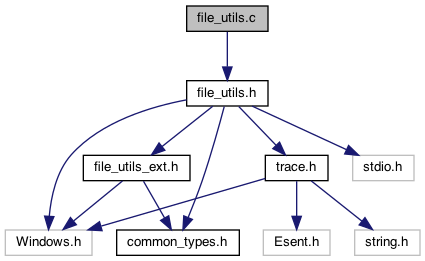 file_utils.c
file_utils.h
file_utils_ext.h
trace.h
stdio.h
Windows.h
common_types.h
Esent.h
string.h